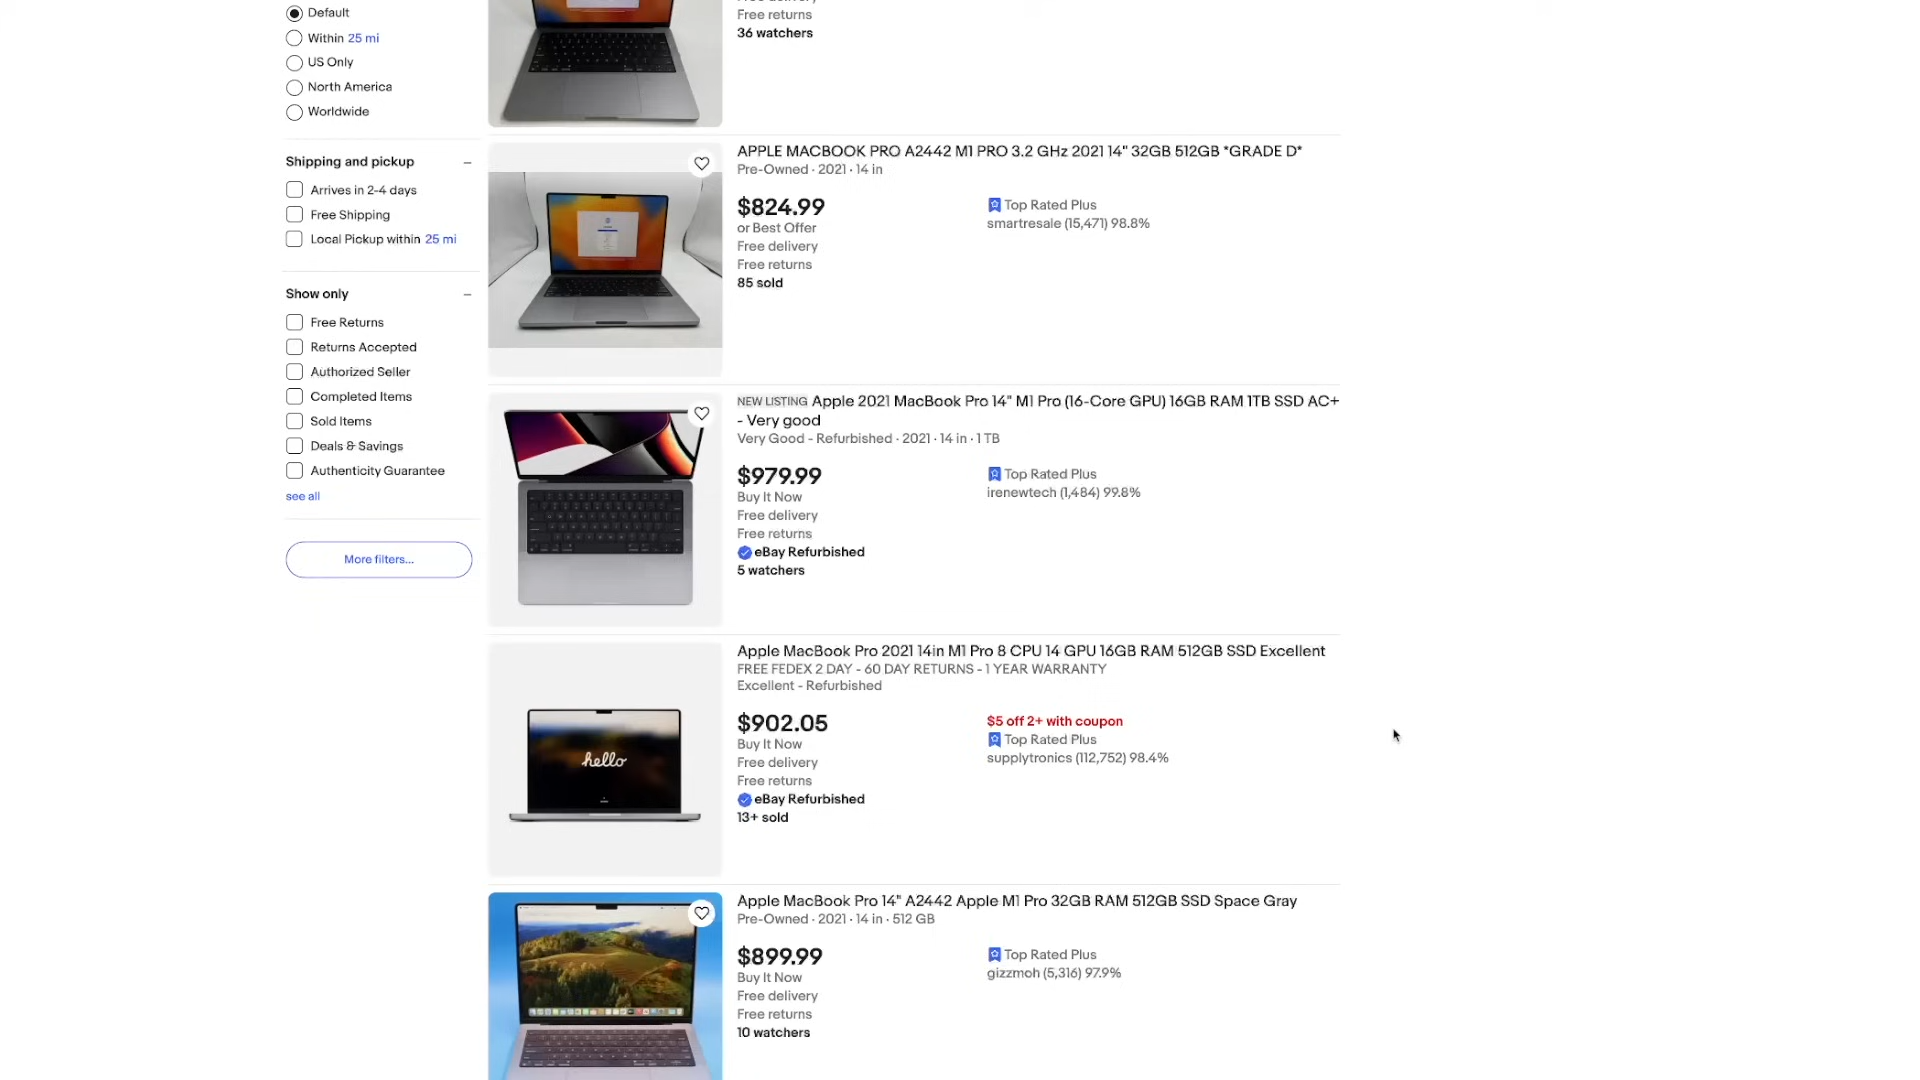 Default
Within 25 mi
US Only
North America
Worldwide
Shipping and pickup
Arrives in 2-4 days
Free Shipping
Local Pickup within 25 mi
Show only
Free Returns
Returns Accepted
Authorized Seller
Completed Items
Sold Items
Deals & Savings
Authenticity Guarantee
see all
More filters...
Free returns
36 watchers
APPLE MACBOOK PRO A2442 M1 PRO 3.2 GHz 2021 14" 32GB 512GB *GRADE D*
Pre-Owned · 2021 · 14 in
$824.99
or Best Offer
Free delivery
Free returns
85 sold
Top Rated Plus
smartresale (15,471) 98.8%
NEW LISTING Apple 2021 MacBook Pro 14" M1 Pro (16-Core GPU) 16GB RAM 1TB SSD AC+
- Very good
Very Good - Refurbished · 2021 · 14 in · 1 TB
$979.99
Buy It Now
Free delivery
Free returns
eBay Refurbished
5 watchers
Top Rated Plus
irenewtech (1,484) 99.8%
hello
Apple MacBook Pro 2021 14in M1 Pro 8 CPU 14 GPU 16GB RAM 512GB SSD Excellent
FREE FEDEX 2 DAY - 60 DAY RETURNS - 1 YEAR WARRANTY
Excellent - Refurbished
$902.05
Buy It Now
Free delivery
Free returns
eBay Refurbished
13+ sold
$5 off 2+ with coupon
Top Rated Plus
supplytronics (112,752) 98.4%
Apple MacBook Pro 14" A2442 Apple M1 Pro 32GB RAM 512GB SSD Space Gray
Pre-Owned · 2021 · 14 in · 512 GB
$899.99
Buy It Now
Free delivery
Free returns
10 watchers
Top Rated Plus
gizzmoh (5,316) 97.9%